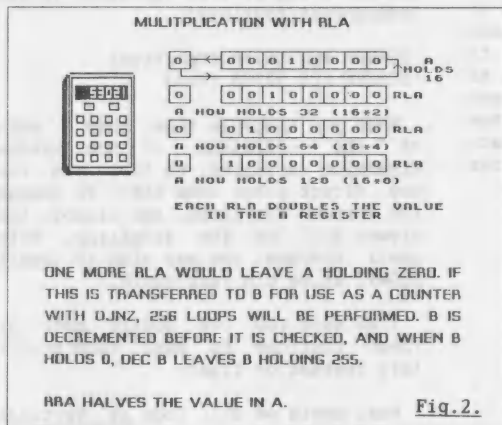 MULITPLICATION WITH RLA
0 0 0 0 1 0 0 0 0 A
HOLDS
16
53021
0 0 0 1 0 0 0 0 0 RLA
A NOW HOLDS 32 (16*2)
0 0 1 0 0 0 0 0 0 RLA
A NOW HOLDS 64 (16*4)
0 1 0 0 0 0 0 0 0 RLA
A NOW HOLDS 128 (16*8)
EACH RLA DOUBLES THE VALUE
IN THE A REGISTER
ONE MORE RLA WOULD LEAVE A HOLDING ZERO. IF
THIS IS TRANSFERRED TO B FOR USE AS A COUNTER
WITH DJNZ, 256 LOOPS WILL BE PERFORMED. B IS
DECREMENTED BEFORE IT IS CHECKED, AND WHEN B
HOLDS 0, DEC B LEAVES B HOLDING 255.
RRA HALVES THE VALUE IN A.
Fig.2.